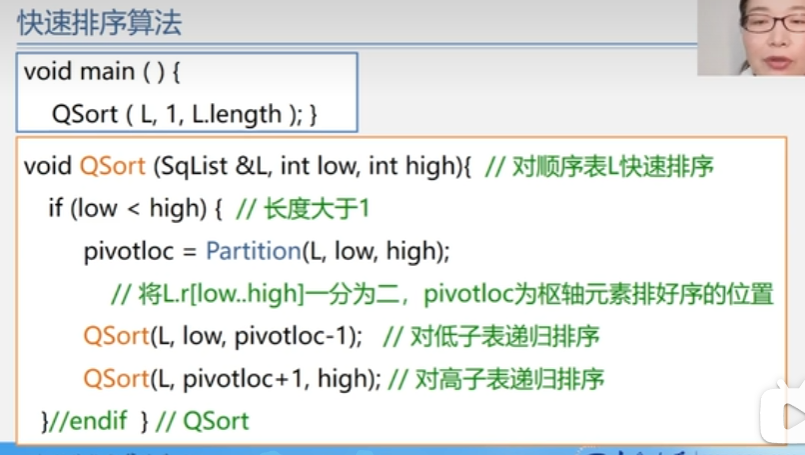 快速排序算法
void main ( ) {
QSort ( L, 1, L.length ); }
void QSort (SqList &L, int low, int high){ // 对顺序表L快速排序
if (low < high) { // 长度大于1
pivotloc = Partition(L, low, high);
// 将L.r[low..high]一分为二，pivotloc为枢轴元素排好序的位置
QSort(L, low, pivotloc-1); // 对低子表递归排序
QSort(L, pivotloc+1, high); // 对高子表递归排序
}//endif } // QSort